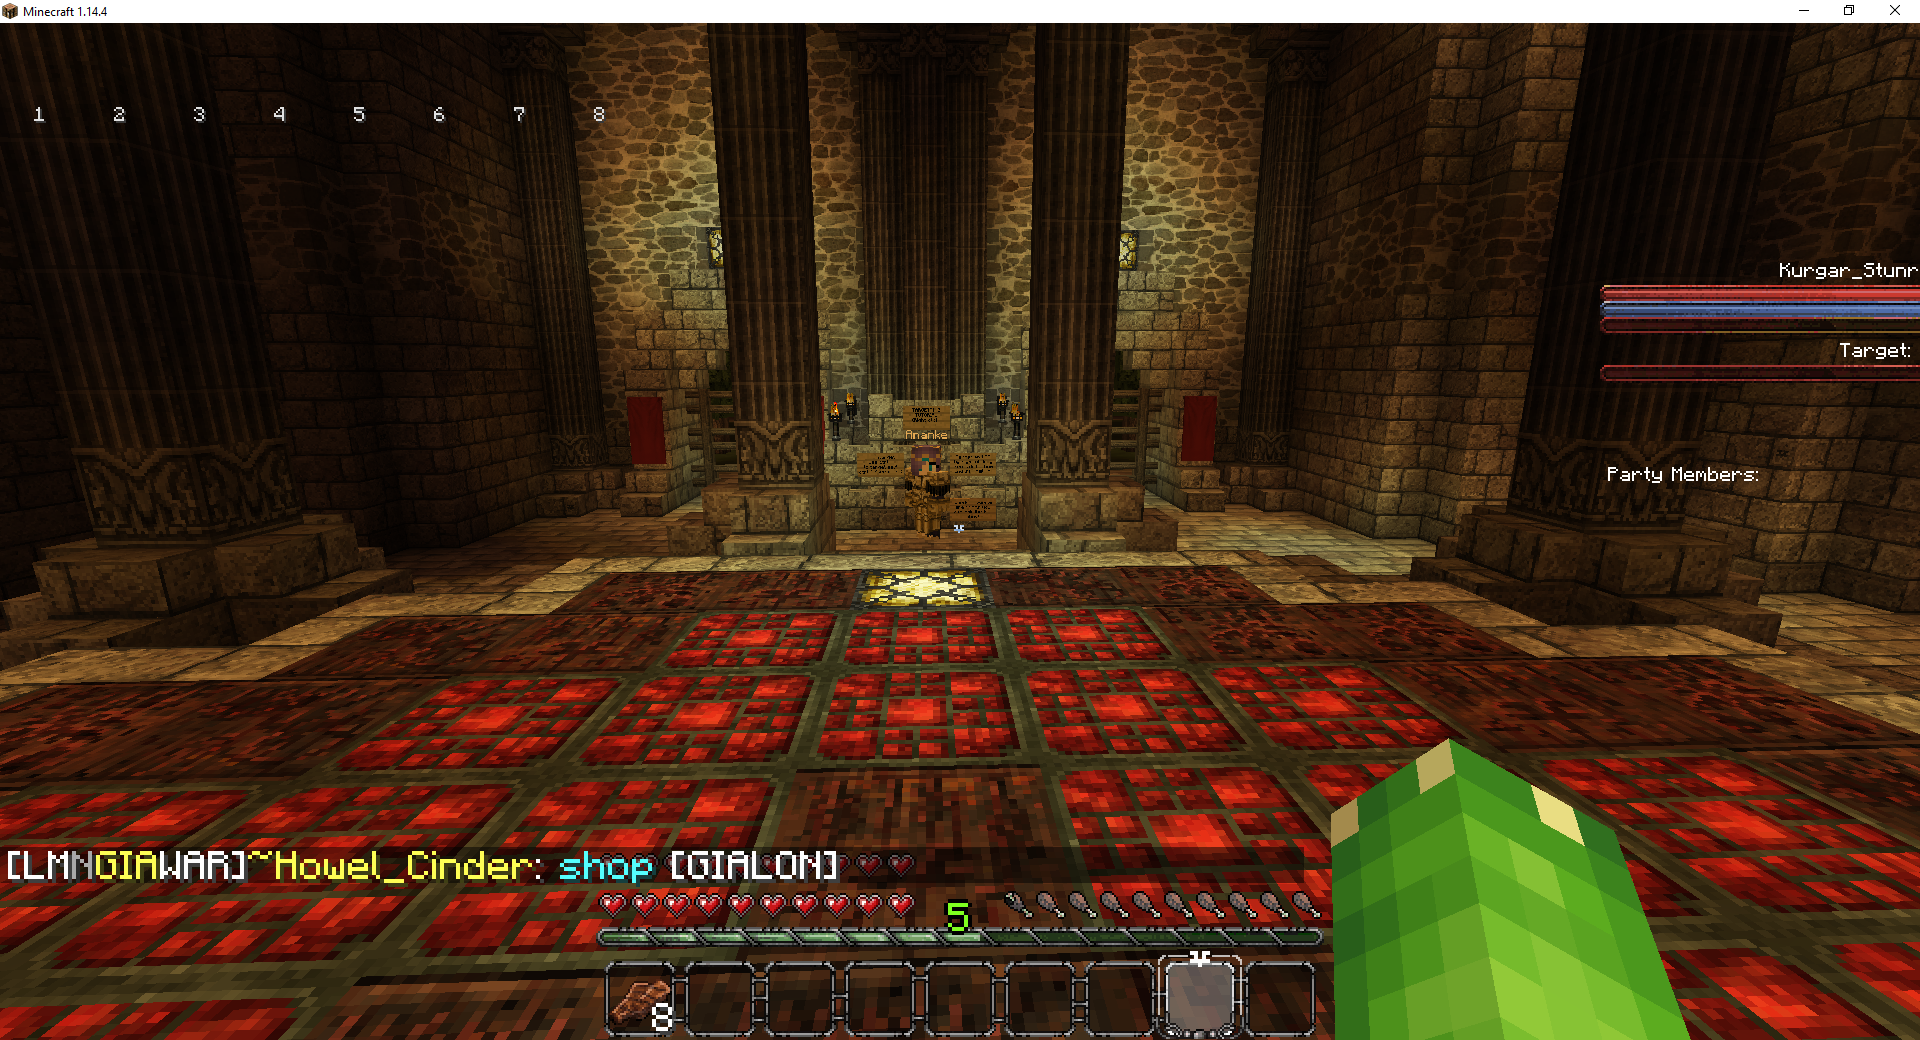 Minecraft 1.14.4
1 2 3 4 5 6 7 8
Kurgar_Stunr
Target:
Ananke
Party Members:
[LMNGIAWAR]~Howel_Cinder: shop [GIALON]
5
8